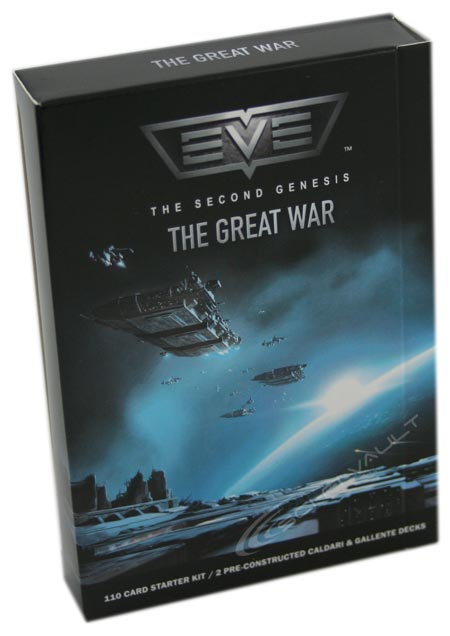 THE GREAT WAR
EVE
™
THE SECOND GENESIS
THE GREAT WAR
110 CARD STARTER KIT / 2 PRE-CONSTRUCTED CALDARI & GALLENTE DECKS